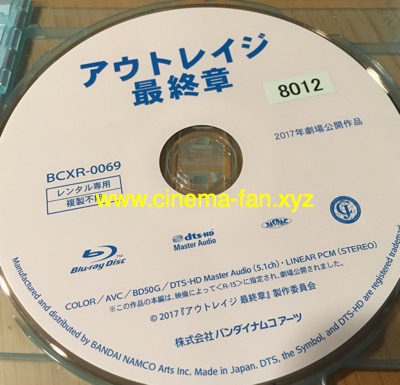 アウトレイジ
最終章
8012
2017年劇場公開作品
BCXR-0069
レンタル専用
複製不
www.cinema-fan.xyz
Blu-ray Disc
dts-HD
Master Audio
COLOR/AVC/BD50G/DTS-HD Master Audio (5.1ch)・LINEAR PCM (STEREO)
※この作品の本編は、映像によって<R-15>に指定され、劇場公開されました。
©2017『アウトレイジ 最終章』製作委員会
株式会社 バンダイナムコアーツ
Manufactured and distributed by BANDAI NAMCO Arts Inc. Made in Japan. DTS, the Symbol, and DTS-HD are registered trademark